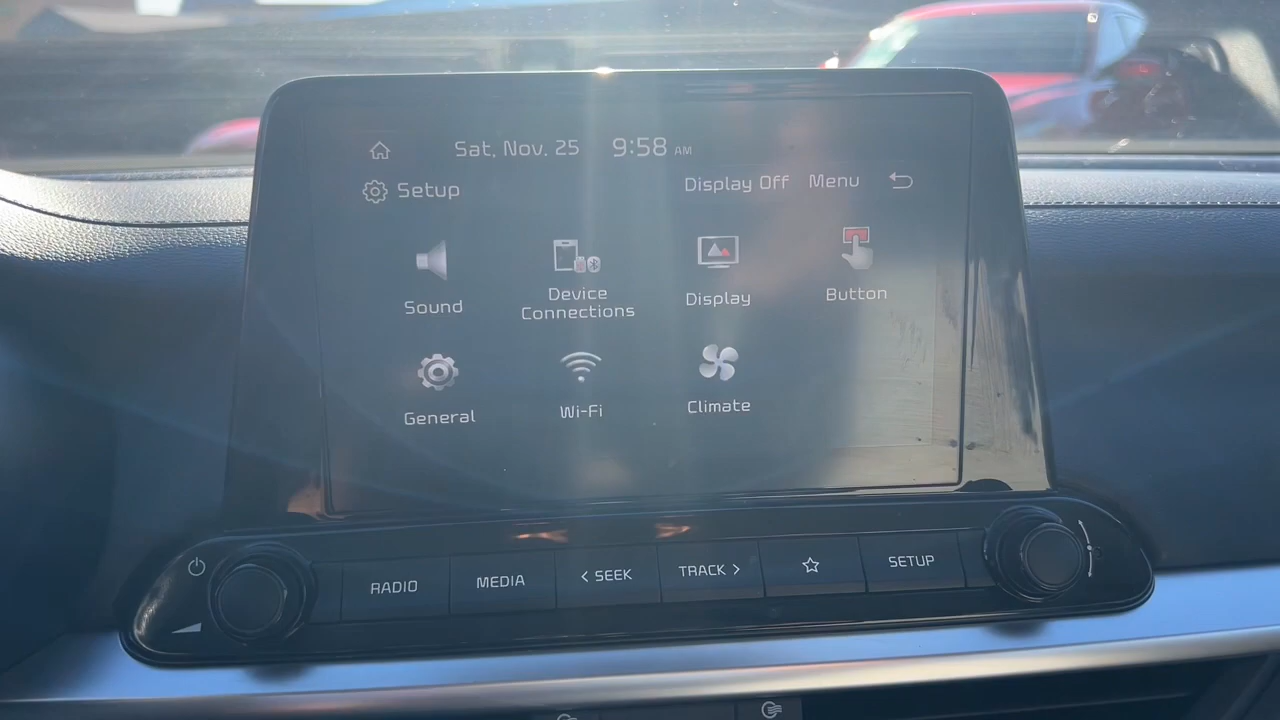 Sat, Nov. 25 9:58 AM
Setup Display Off Menu
Sound
Device
Connections
Display
Button
General
Wi-Fi
Climate
RADIO MEDIA < SEEK TRACK > SETUP